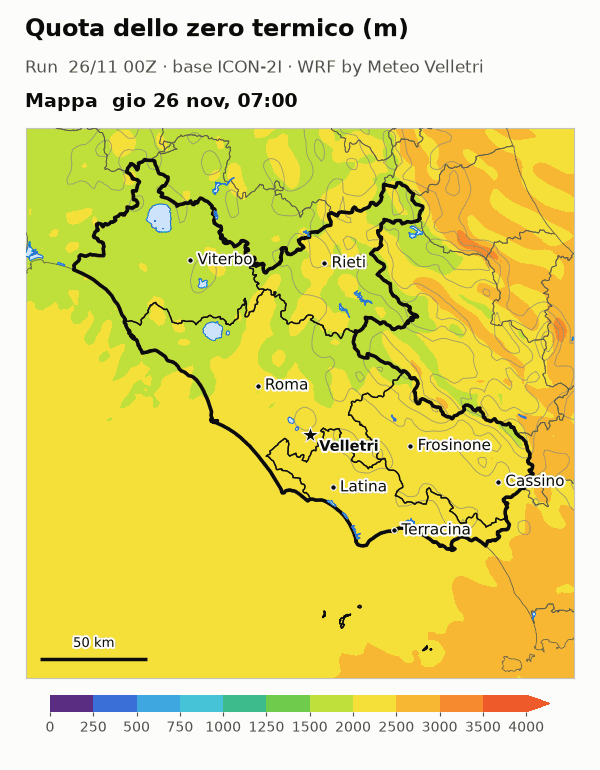 Quota dello zero termico (m)
Run  26/11 00Z · base ICON-2I · WRF by Meteo Velletri
Mappa  gio 26 nov, 07:00
Viterbo
Rieti
Roma
Velletri
Frosinone
Cassino
Latina
Terracina
50 km
0 250 500 750 1000 1250 1500 2000 2500 3000 3500 4000